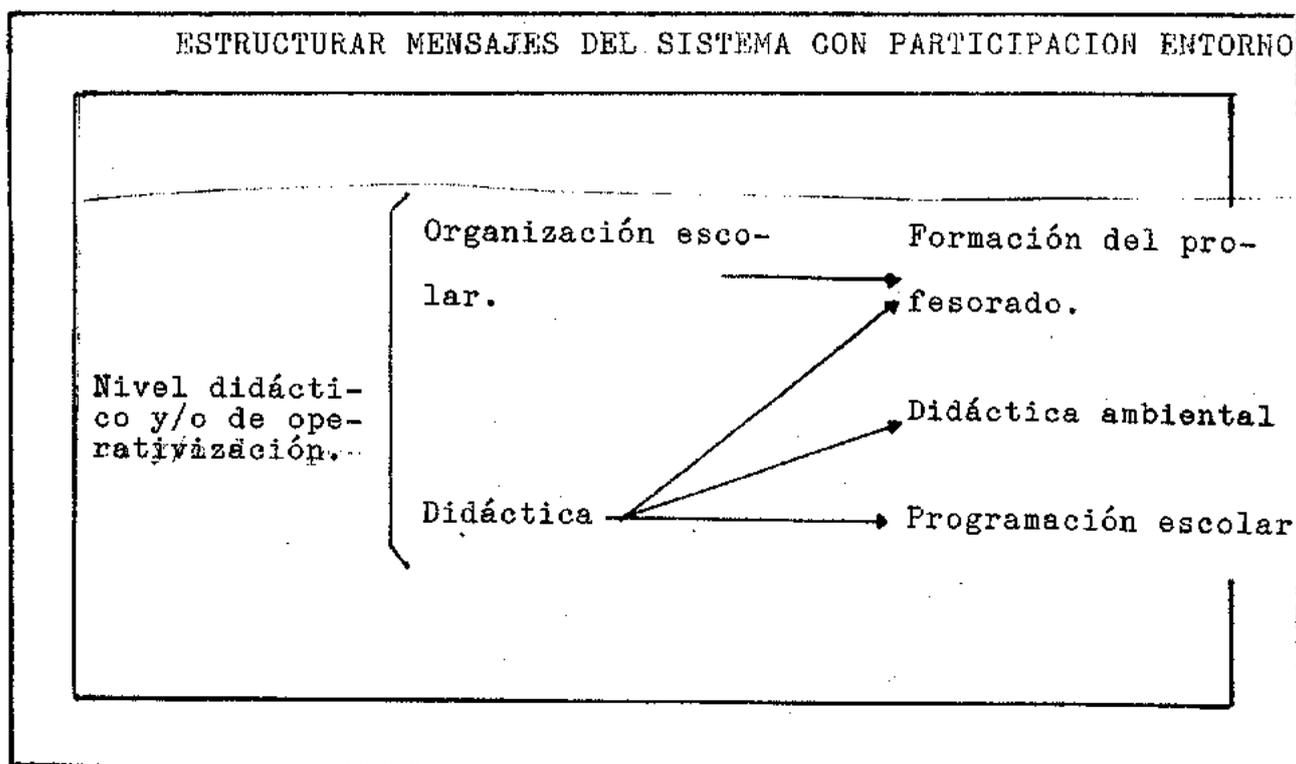 ESTRUCTURAR MENSAJES DEL SISTEMA CON PARTICIPACION ENTORNO
Organización esco-
lar.
Formación del pro-
fesorado.
Nivel didácti-
co y/o de ope-
rativización.
Didáctica ambiental
Didáctica
Programación escolar